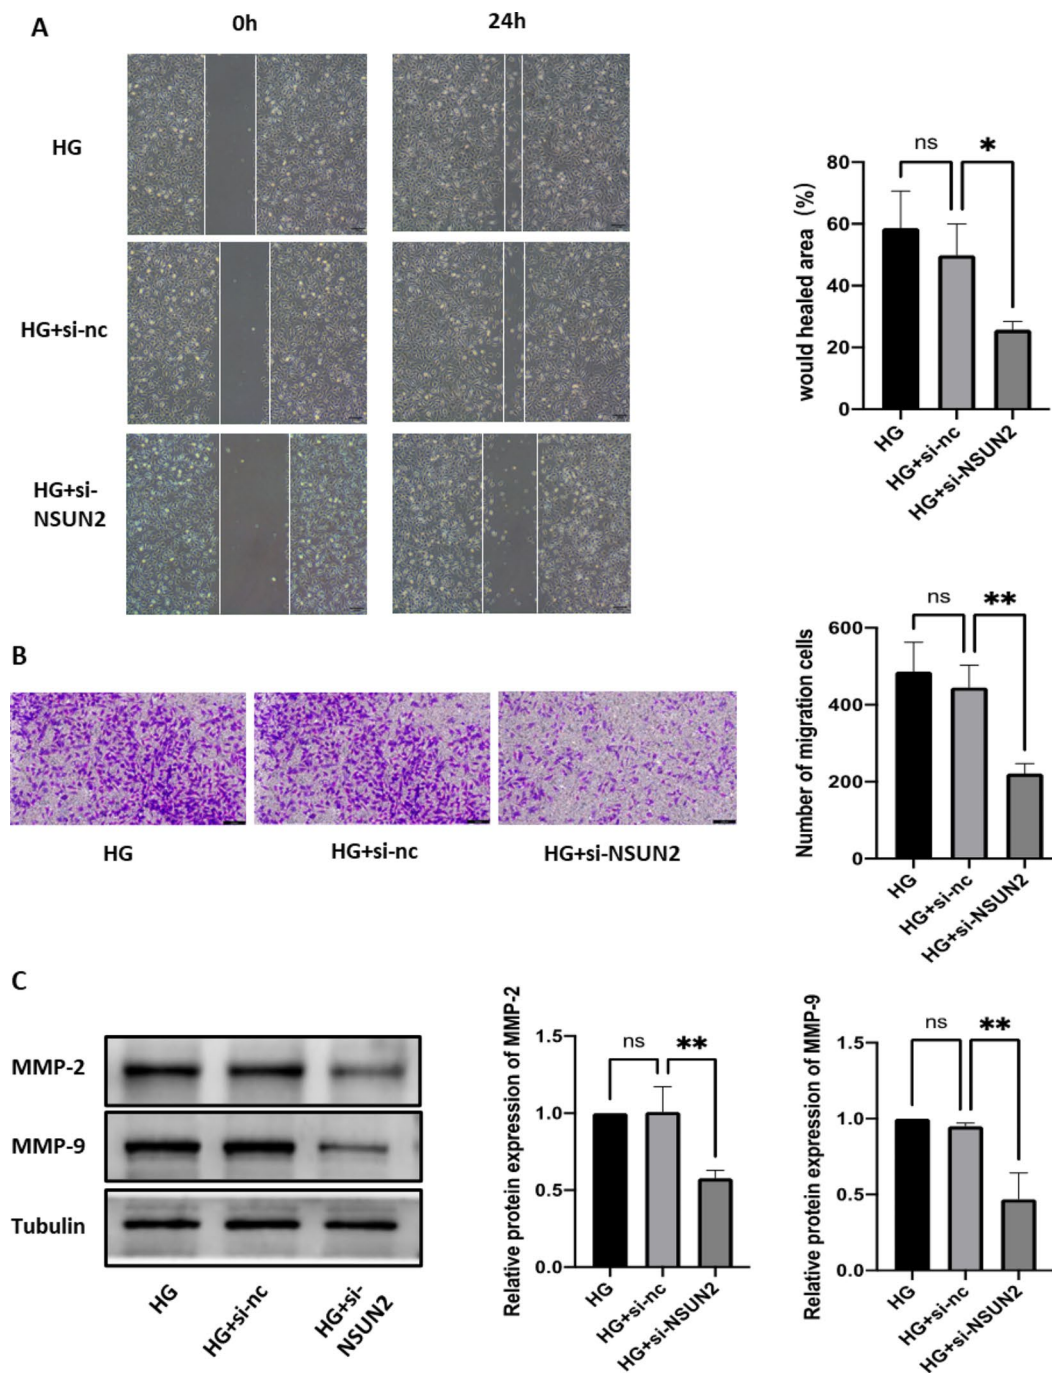 A
0h
24h
HG
HG+si-nc
HG+si-
NSUN2
would healed area (%)
80
60
40
20
0
ns
*
HG
HG+si-nc
HG+si-NSUN2
B
HG
HG+si-nc
HG+si-NSUN2
Number of migration cells
600
400
200
0
ns
**
HG
HG+si-nc
HG+si-NSUN2
C
MMP-2
MMP-9
Tubulin
HG
HG+si-nc
HG+si-
NSUN2
Relative protein expression of MMP-2
1.5
1.0
0.5
0.0
ns
**
HG
HG+si-nc
HG+si-NSUN2
Relative protein expression of MMP-9
1.5
1.0
0.5
0.0
ns
**
HG
HG+si-nc
HG+si-NSUN2